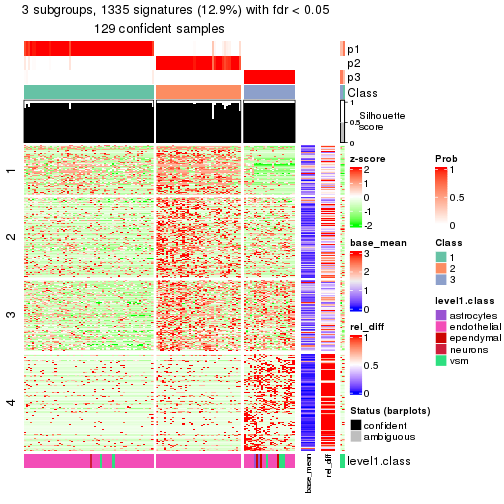 3 subgroups, 1335 signatures (12.9%) with fdr < 0.05
129 confident samples
p1
p2
p3
Class
1
0.5
0
Silhouette
score
1
2
3
4
z-score
2
1
0
-1
-2
base_mean
3
2
1
0
rel_diff
1
0.5
0
Status (barplots)
confident
ambiguous
Prob
1
0.5
0
Class
1
2
3
level1.class
astrocytes
endothelial
ependymal
neurons
vsm
level1.class
base_mean
rel_diff